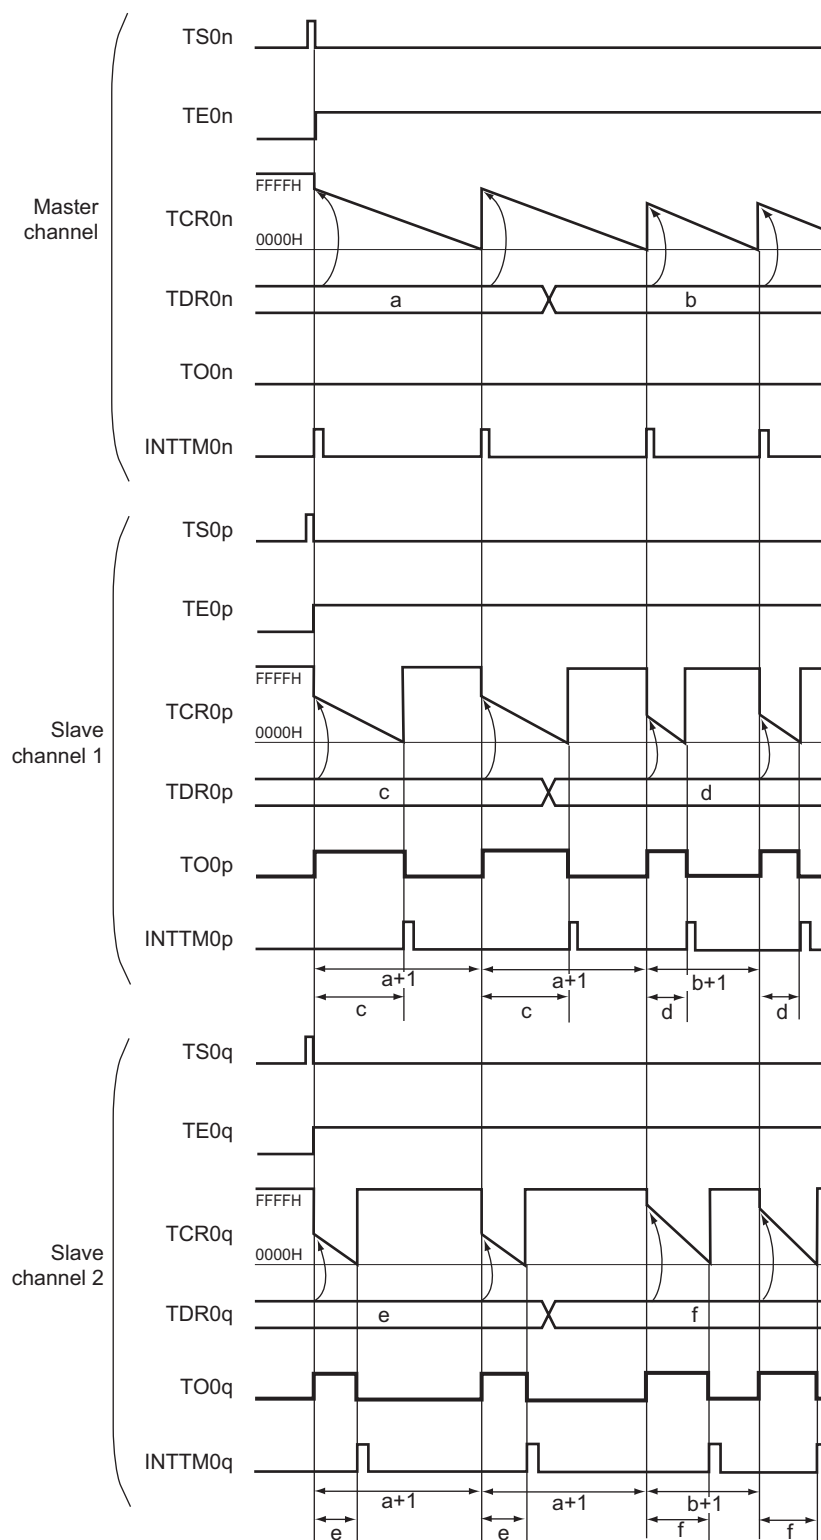 TS0n
TE0n
FFFFH
Master
channel
TCR0n
0000H
TDR0n
a
b
TO0n
INTTM0n
TS0p
TE0p
FFFFH
Slave
channel 1
TCR0p
0000H
TDR0p
c
d
TO0p
INTTM0p
a+1
a+1
b+1
c
c
d
d
TS0q
TE0q
FFFFH
Slave
channel 2
TCR0q
0000H
TDR0q
e
f
TO0q
INTTM0q
a+1
a+1
b+1
e
e
f
f